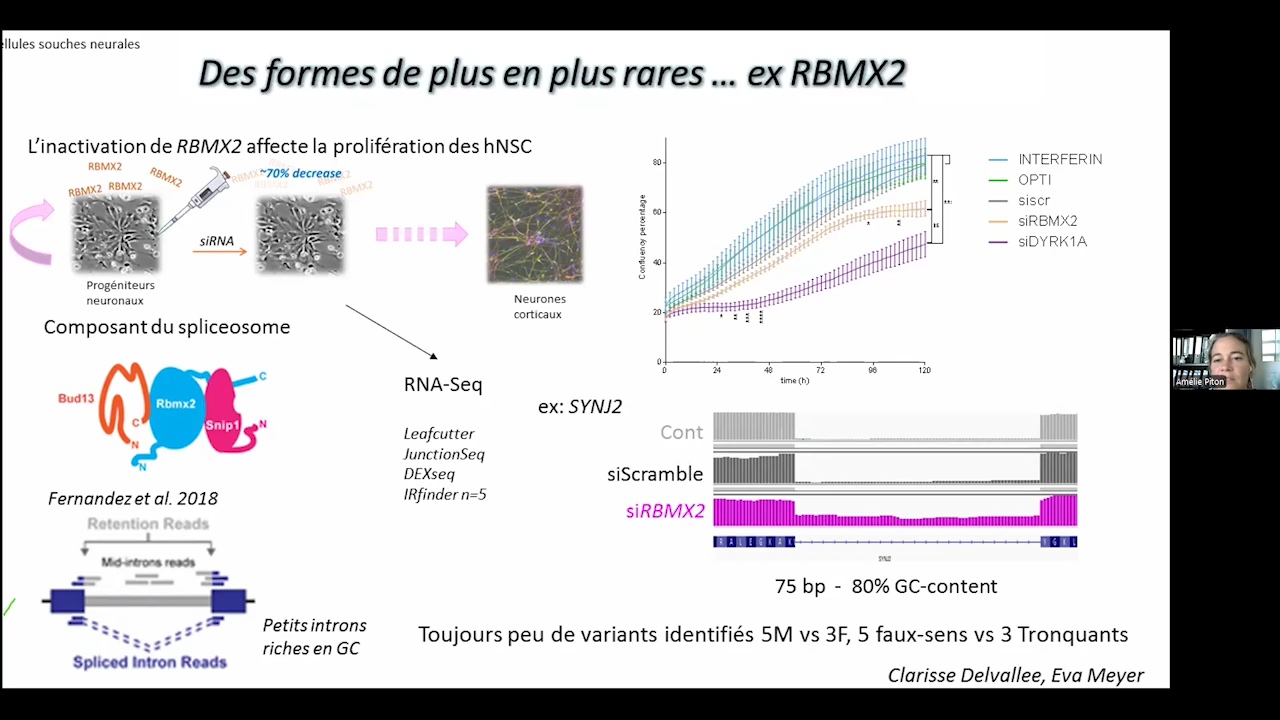 ellules souches neurales
Des formes de plus en plus rares ... ex RBMX2
L'inactivation de RBMX2 affecte la prolifération des hNSC
RBMX2
RBMX2
RBMX2
RBMX2
RBMX2
~70% decrease
RBMX2
RBMX2
RBMX2
siRNA
Progéniteurs
neuronaux
Neurones
corticaux
Composant du spliceosome
Bud13
Rbmx2
Snip1
C
N
N
C
N
Fernandez et al. 2018
Retention Reads
Mid-introns reads
Spliced Intron Reads
Petits introns
riches en GC
RNA-Seq
Leafcutter
JunctionSeq
DEXseq
IRfinder n=5
Confluency percentage
80
60
40
20
0
0 24 48 72 96 120
time (h)
INTERFERIN
OPTI
siscr
siRBMX2
siDYRK1A
ex: SYNJ2
Cont
siScramble
siRBMX2
R A L E G K A K
V G K L
SYNJ2
75 bp - 80% GC-content
Toujours peu de variants identifiés 5M vs 3F, 5 faux-sens vs 3 Tronquants
Clarisse Delvallee, Eva Meyer
Amélie Piton